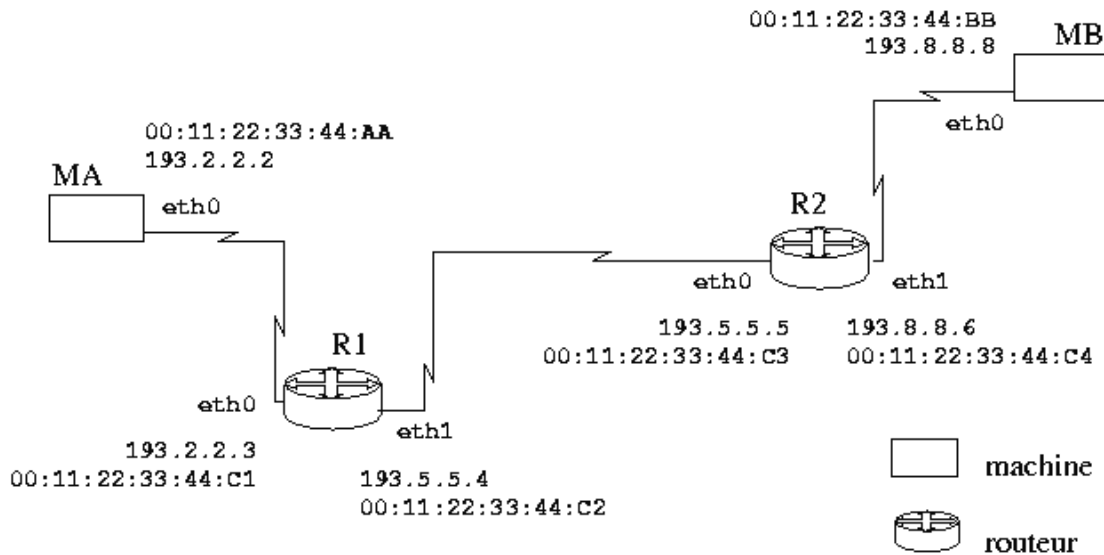 00:11:22:33:44:BB
193.8.8.8
MB
eth0
00:11:22:33:44:AA
193.2.2.2
MA
eth0
R2
eth0
eth1
193.5.5.5
00:11:22:33:44:C3
193.8.8.6
00:11:22:33:44:C4
R1
eth0
eth1
193.2.2.3
00:11:22:33:44:C1
193.5.5.4
00:11:22:33:44:C2
machine
routeur